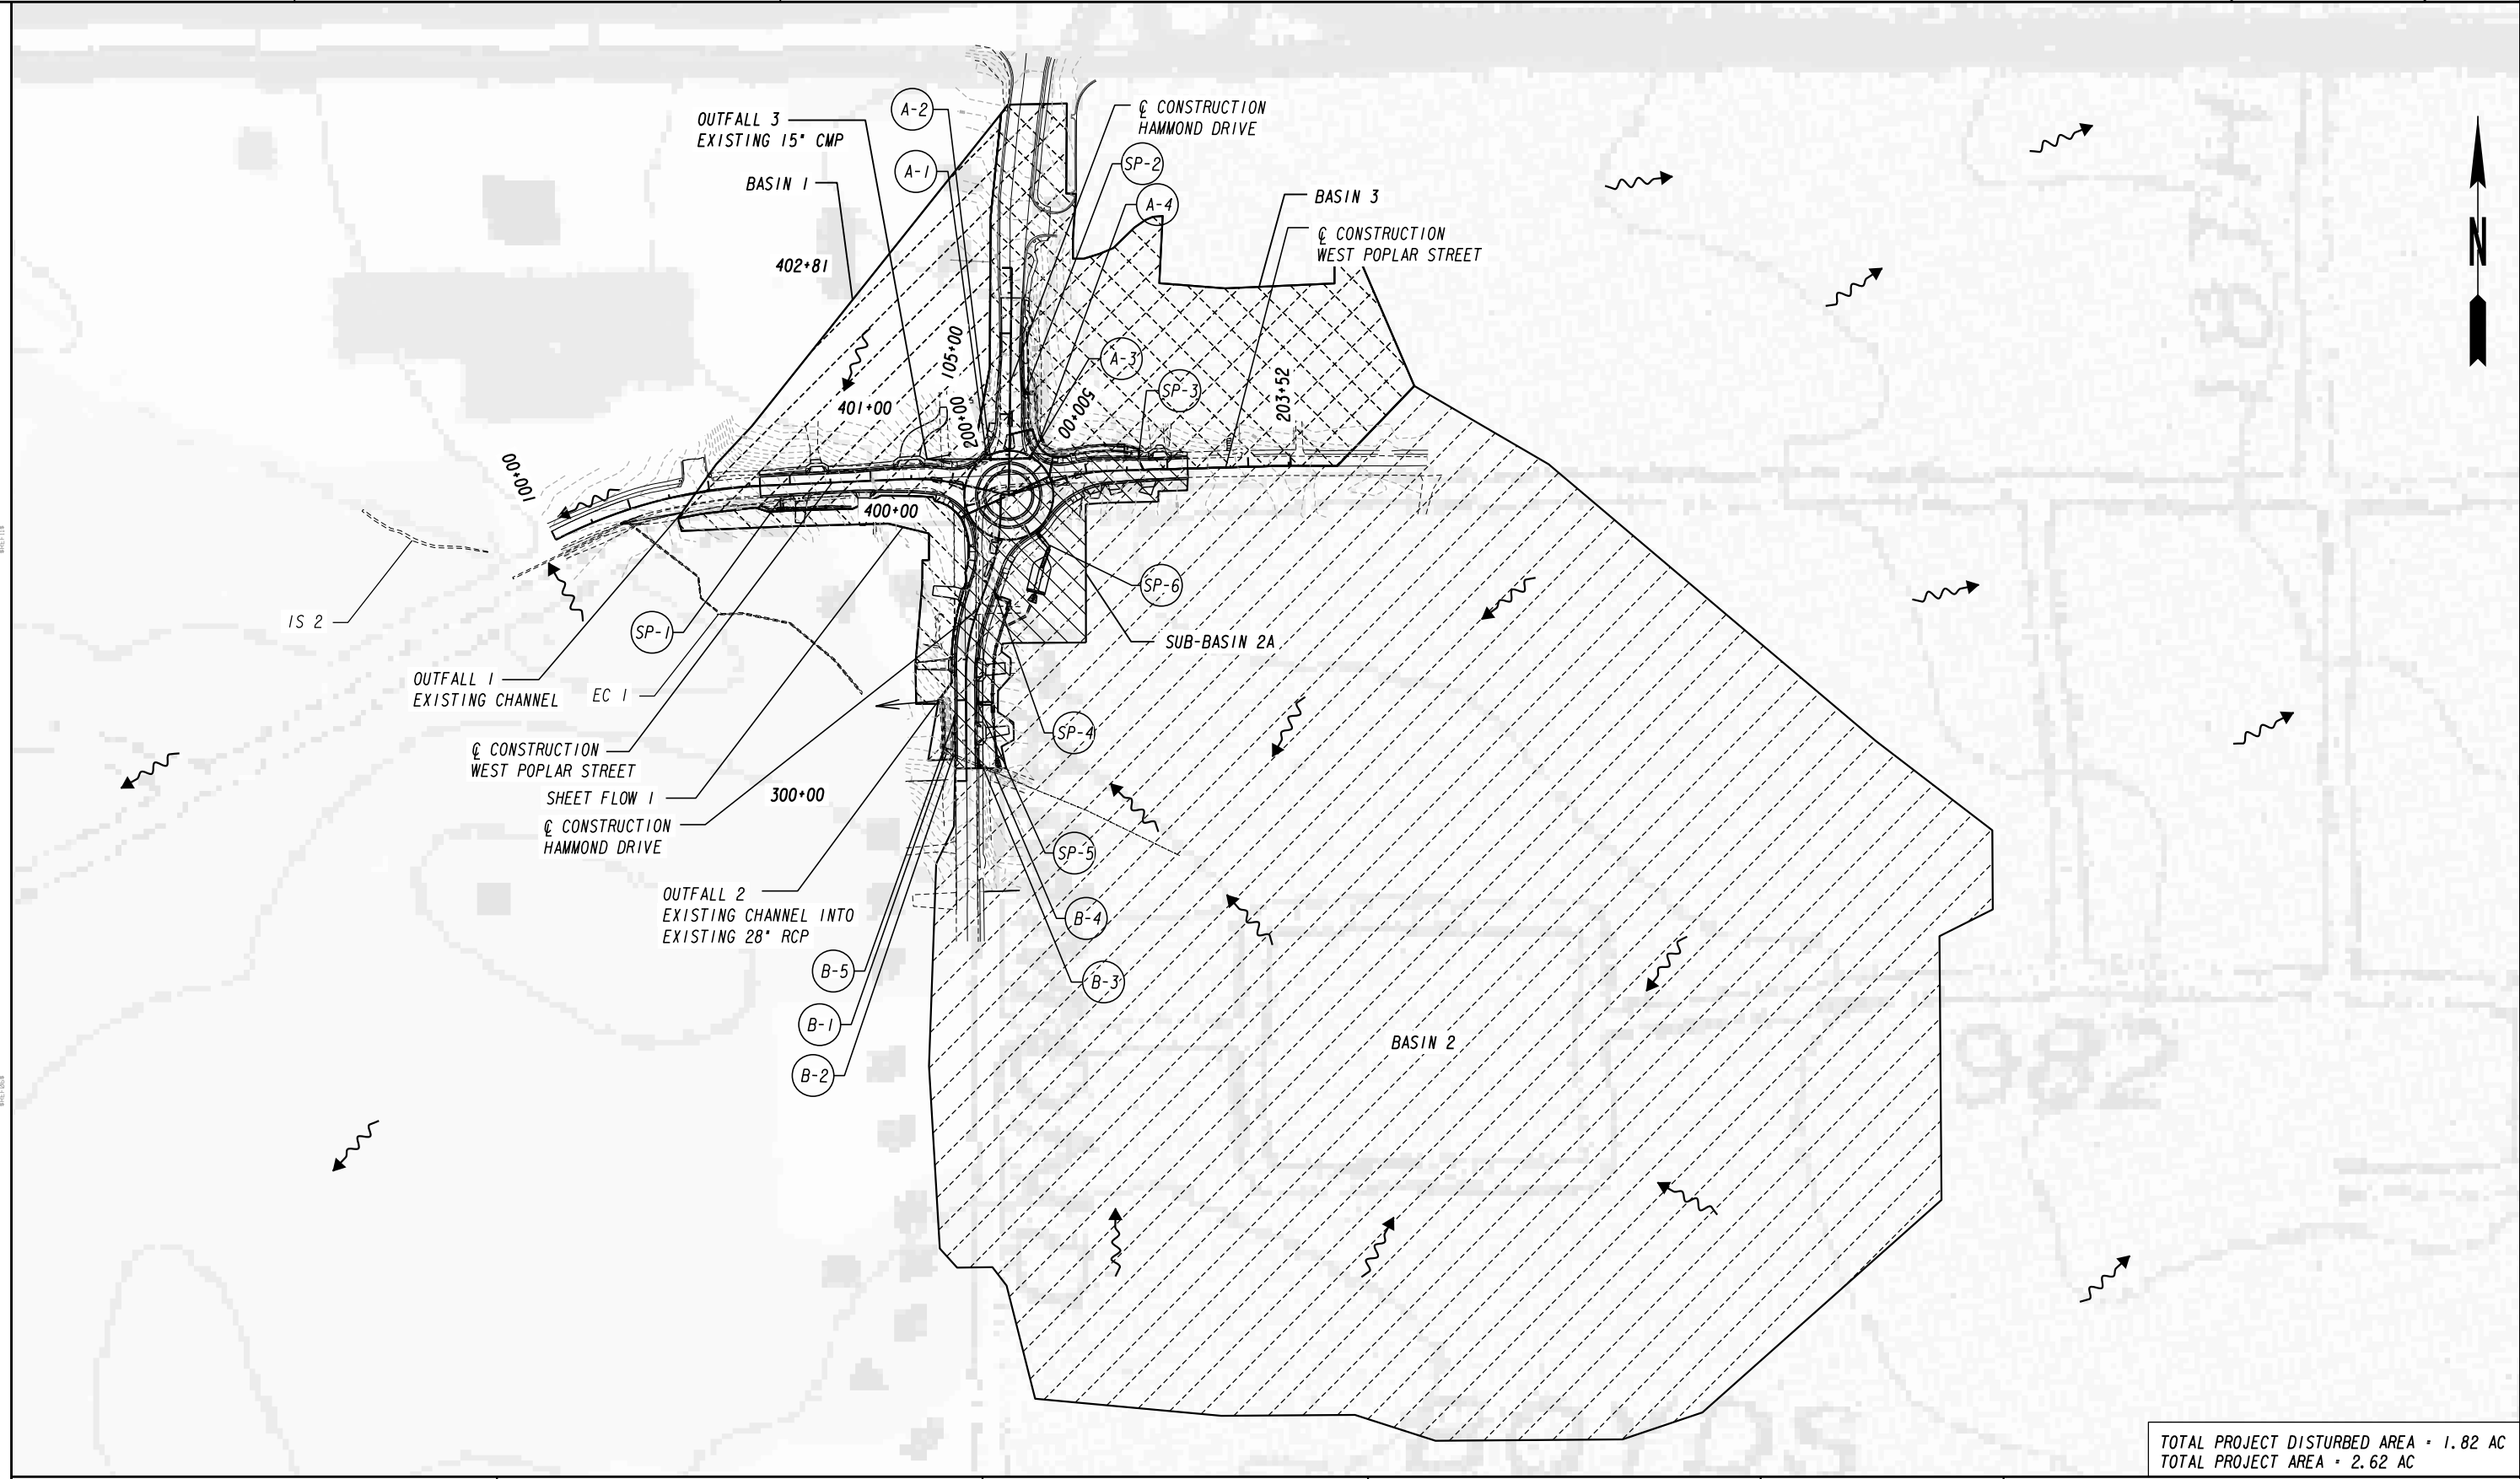 OUTFALL 3
EXISTING 15" CMP
A-2
℄ CONSTRUCTION
HAMMOND DRIVE
A-1
SP-2
BASIN 1
A-4
BASIN 3
℄ CONSTRUCTION
WEST POPLAR STREET
402+81
N
105+00
A-3
SP-3
401+00
200+00
500+00
203+52
100+00
400+00
SP-6
IS 2
SP-1
SUB-BASIN 2A
OUTFALL 1
EXISTING CHANNEL
EC 1
SP-4
℄ CONSTRUCTION
WEST POPLAR STREET
SHEET FLOW 1
300+00
℄ CONSTRUCTION
HAMMOND DRIVE
SP-5
OUTFALL 2
EXISTING CHANNEL INTO
EXISTING 28" RCP
B-4
B-5
B-3
B-1
BASIN 2
B-2
982
TOTAL PROJECT DISTURBED AREA = 1.82 AC
TOTAL PROJECT AREA = 2.62 AC